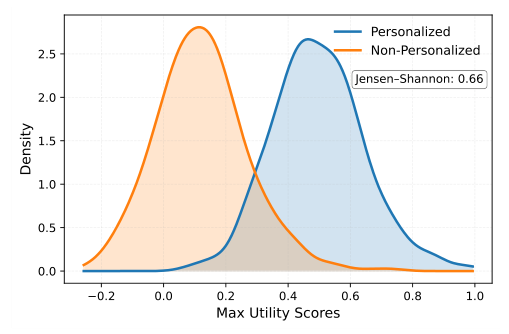 Personalized
Non-Personalized
Jensen–Shannon: 0.66
Density
2.5
2.0
1.5
1.0
0.5
0.0
−0.2
0.0
0.2
0.4
0.6
0.8
1.0
Max Utility Scores